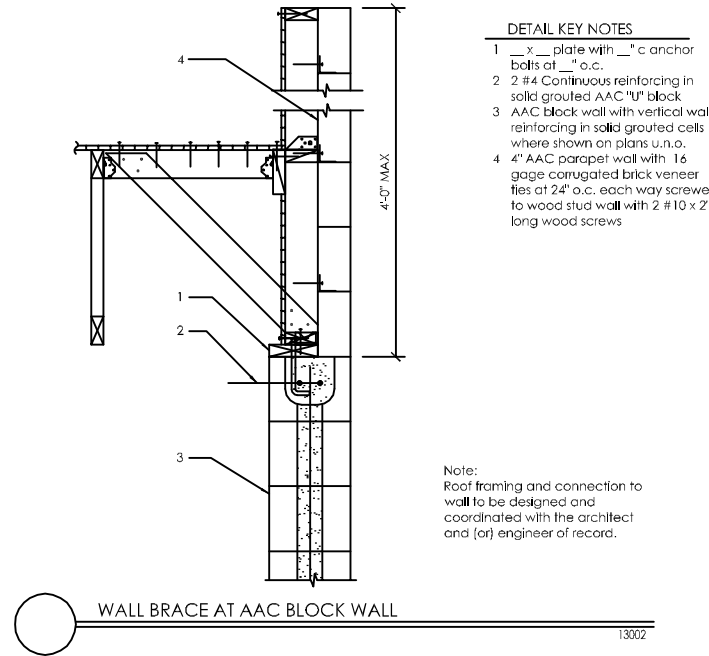 DETAIL KEY NOTES
1 __ x __ plate with __" c anchor
bolts at __" o.c.
2 2 #4 Continuous reinforcing in
solid grouted AAC "U" block
3 AAC block wall with vertical wal
reinforcing in solid grouted cells
where shown on plans u.n.o.
4 4" AAC parapet wall with 16
gage corrugated brick veneer
ties at 24" o.c. each way screwe
to wood stud wall with 2 #10 x 2'
long wood screws
4
4'-0" MAX
1
2
3
Note:
Roof framing and connection to
wall to be designed and
coordinated with the architect
and (or) engineer of record.
WALL BRACE AT AAC BLOCK WALL
13002